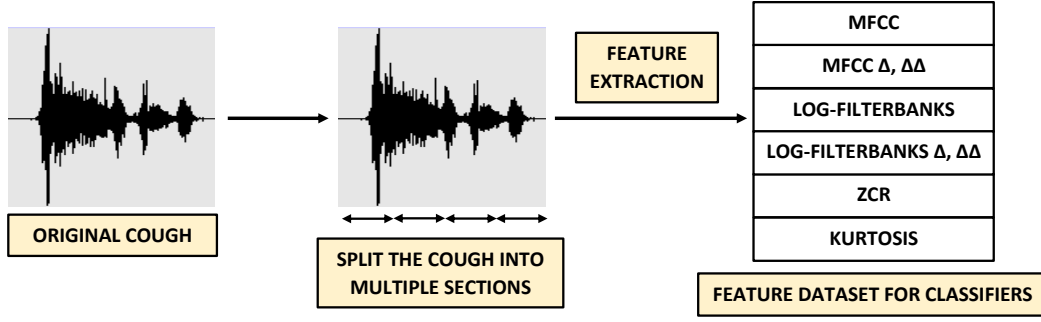 ORIGINAL COUGH
SPLIT THE COUGH INTO
MULTIPLE SECTIONS
FEATURE
EXTRACTION
MFCC
MFCC Δ, ΔΔ
LOG-FILTERBANKS
LOG-FILTERBANKS Δ, ΔΔ
ZCR
KURTOSIS
FEATURE DATASET FOR CLASSIFIERS